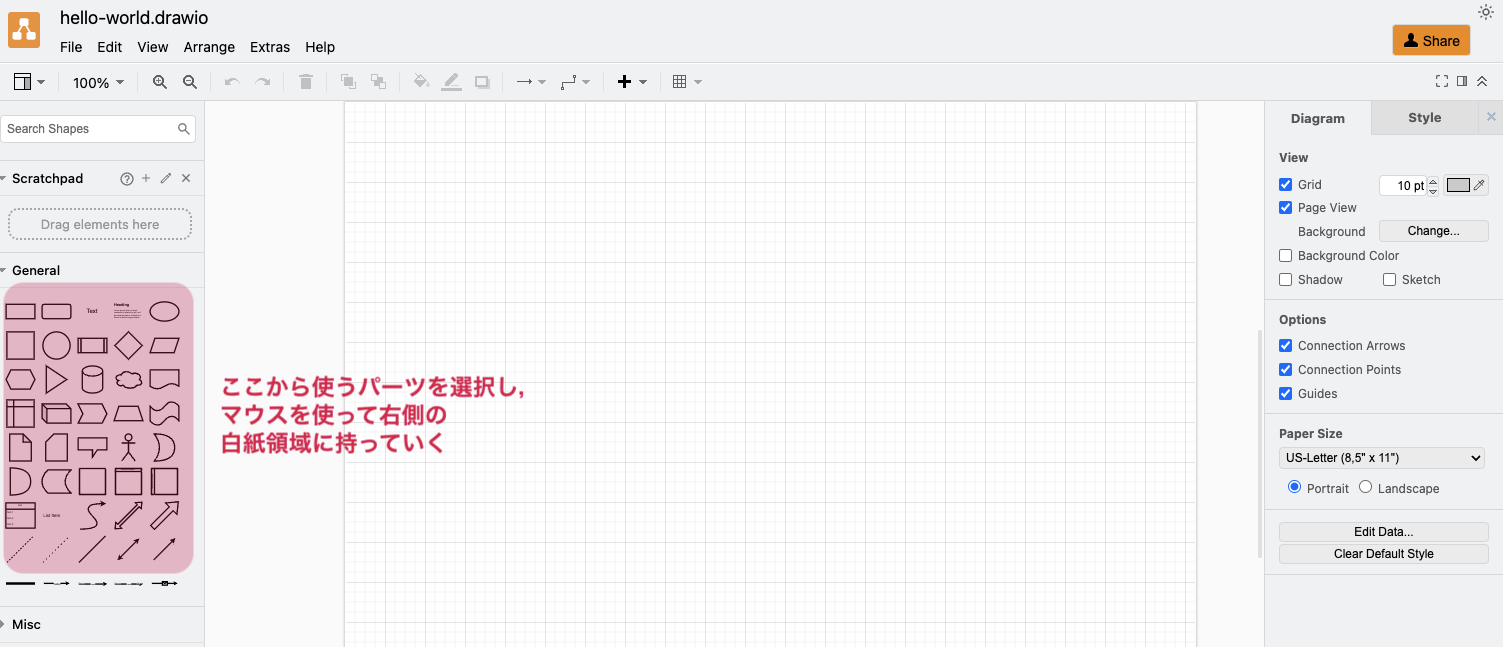 hello-world.drawio
File Edit View Arrange Extras Help
Share
100%
Search Shapes
Scratchpad
Drag elements here
General
Text
Heading
List Item
Misc
ここから使うパーツを選択し,
マウスを使って右側の
白紙領域に持っていく
Diagram Style
View
Grid 10 pt
Page View
Background Change...
Background Color
Shadow Sketch
Options
Connection Arrows
Connection Points
Guides
Paper Size
US-Letter (8,5" x 11")
Portrait Landscape
Edit Data...
Clear Default Style